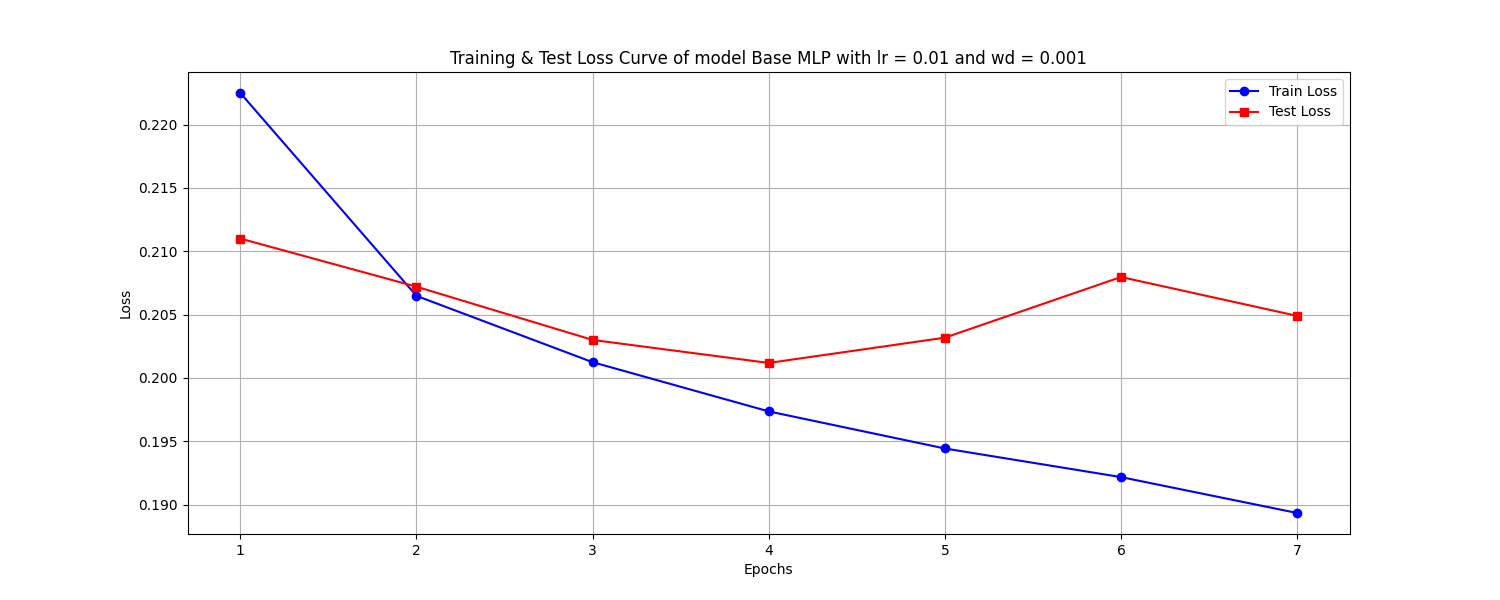 Training & Test Loss Curve of model Base MLP with lr = 0.01 and wd = 0.001
Train Loss
Test Loss
0.220
0.215
0.210
0.205
0.200
0.195
0.190
Loss
1 2 3 4 5 6 7
Epochs